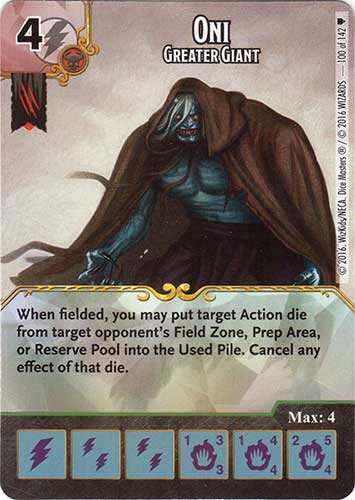 4
ONI
GREATER GIANT
100 of 142
© 2016. WizKids/NECA. Dice Masters ® / © 2016 WIZARDS
When fielded, you may put target Action die
from target opponent's Field Zone, Prep Area,
or Reserve Pool into the Used Pile. Cancel any
effect of that die.
Max: 4
1 3 3
1 4 4
2 5 4